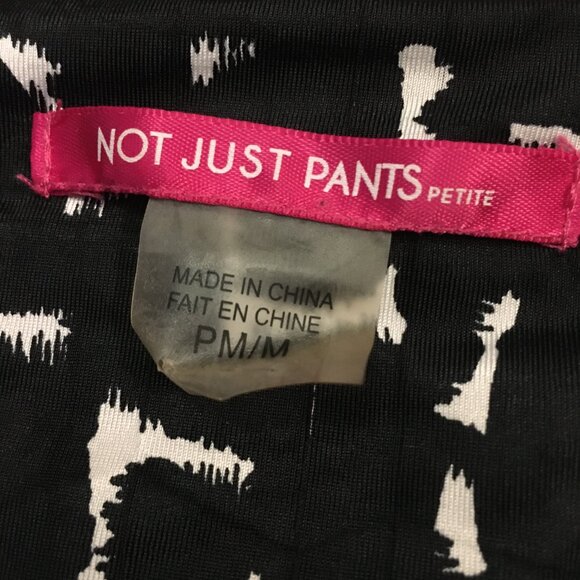 NOT JUST PANTS PETITE
MADE IN CHINA
FAIT EN CHINE
PM/M